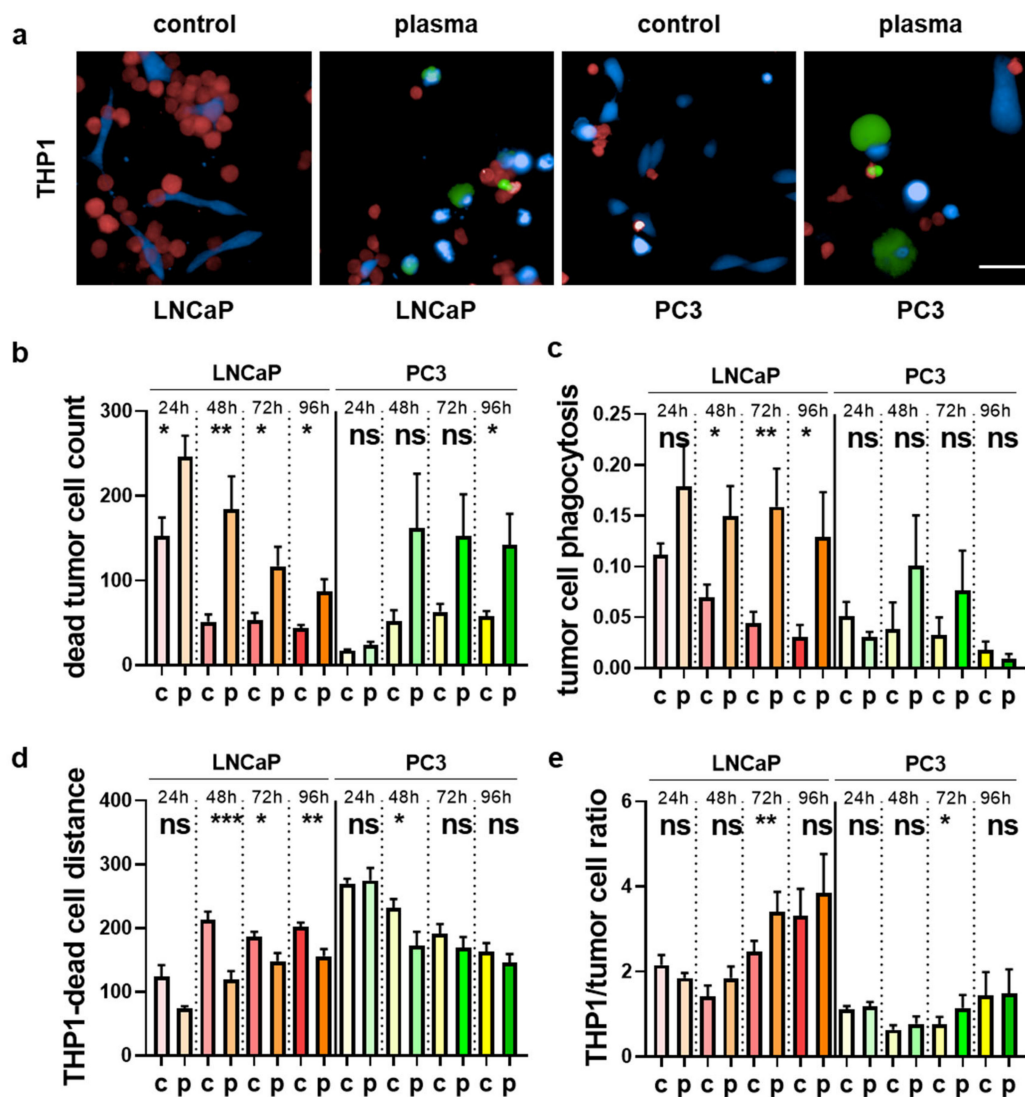 a
control plasma control plasma
THP1
LNCaP LNCaP PC3 PC3
b
LNCaP PC3
24h 48h 72h 96h 24h 48h 72h 96h
* ** * * ns ns ns *
dead tumor cell count
300
200
100
0
c p c p c p c p c p c p c p c p
c
LNCaP PC3
24h 48h 72h 96h 24h 48h 72h 96h
ns * ** * ns ns ns ns
tumor cell phagocytosis
0.25
0.20
0.15
0.10
0.05
0.00
c p c p c p c p c p c p c p c p
d
LNCaP PC3
24h 48h 72h 96h 24h 48h 72h 96h
ns *** * ** ns * ns ns
THP1-dead cell distance
400
300
200
100
0
c p c p c p c p c p c p c p c p
e
LNCaP PC3
24h 48h 72h 96h 24h 48h 72h 96h
ns ns ** ns ns ns * ns
THP1/tumor cell ratio
6
4
2
0
c p c p c p c p c p c p c p c p